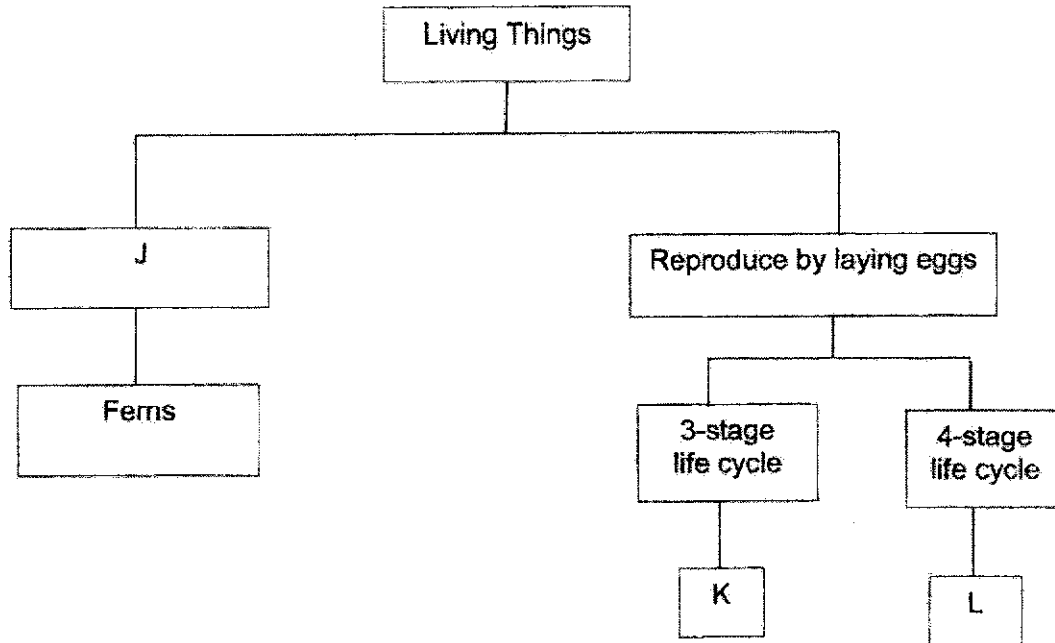 Living Things
J
Reproduce by laying eggs
Ferns
3-stage
life cycle
4-stage
life cycle
K
L